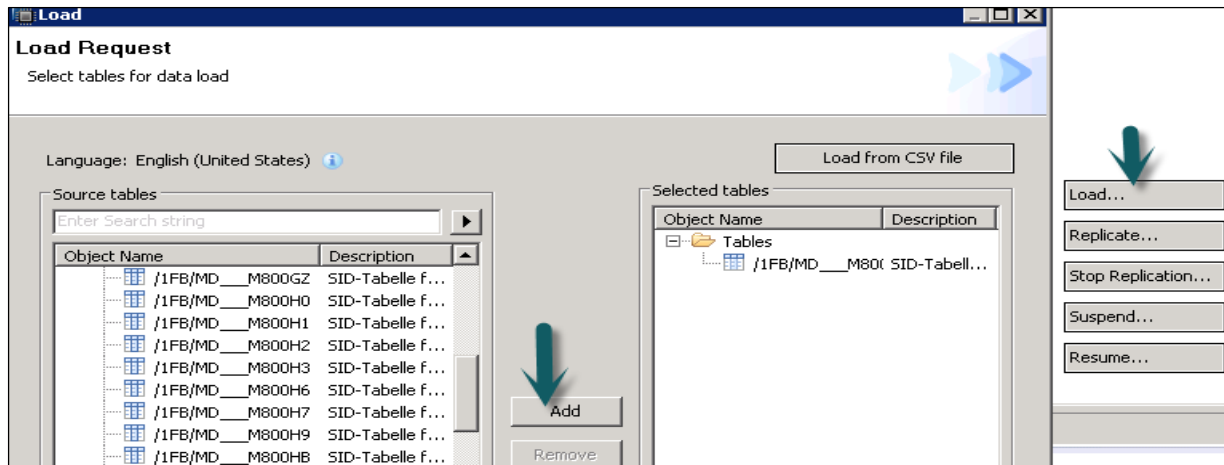 Load
Load Request
Select tables for data load
Language: English (United States)
Load from CSV file
Source tables
Enter Search string
Object Name Description
/1FB/MD___M800GZ SID-Tabelle f...
/1FB/MD___M800H0 SID-Tabelle f...
/1FB/MD___M800H1 SID-Tabelle f...
/1FB/MD___M800H2 SID-Tabelle f...
/1FB/MD___M800H3 SID-Tabelle f...
/1FB/MD___M800H6 SID-Tabelle f...
/1FB/MD___M800H7 SID-Tabelle f...
/1FB/MD___M800H9 SID-Tabelle f...
/1FB/MD___M800HB SID-Tabelle f...
Add
Remove
Selected tables
Object Name Description
Tables
/1FB/MD___M80( SID-Tabell...
Load...
Replicate...
Stop Replication...
Suspend...
Resume...